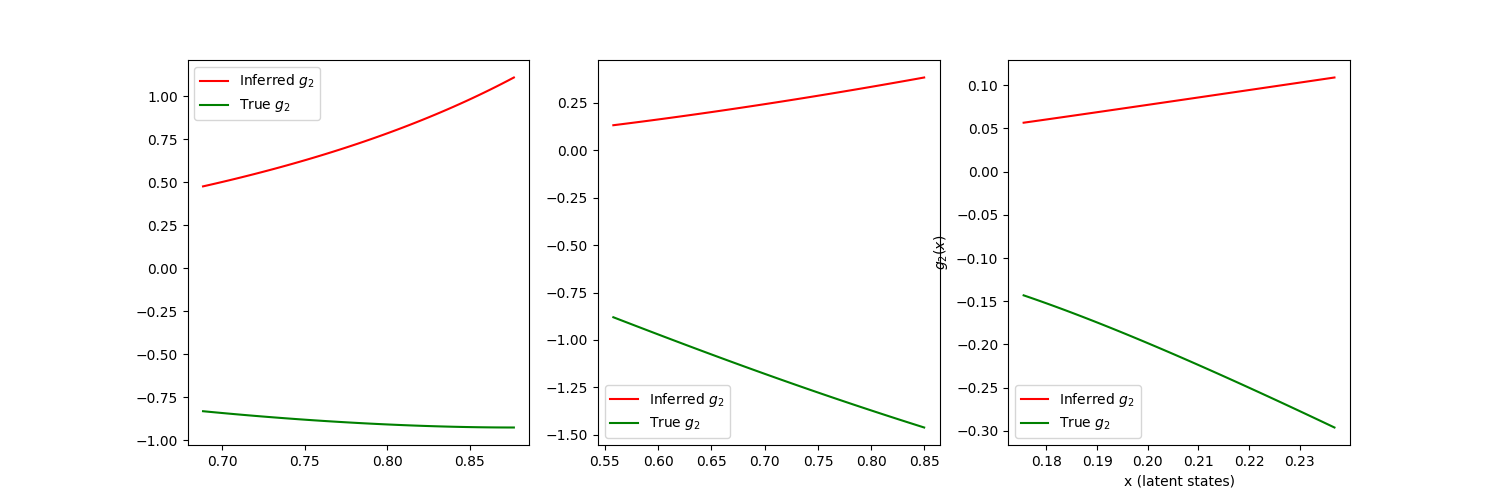 Inferred g₂
True g₂
1.00
0.75
0.50
0.25
0.00
−0.25
−0.50
−0.75
−1.00
0.70 0.75 0.80 0.85
0.25
0.00
−0.25
−0.50
−0.75
−1.00
−1.25
−1.50
Inferred g₂
True g₂
0.55 0.60 0.65 0.70 0.75 0.80 0.85
g₂(x)
0.10
0.05
0.00
−0.05
−0.10
−0.15
−0.20
−0.25
−0.30
Inferred g₂
True g₂
0.18 0.19 0.20 0.21 0.22 0.23
x (latent states)